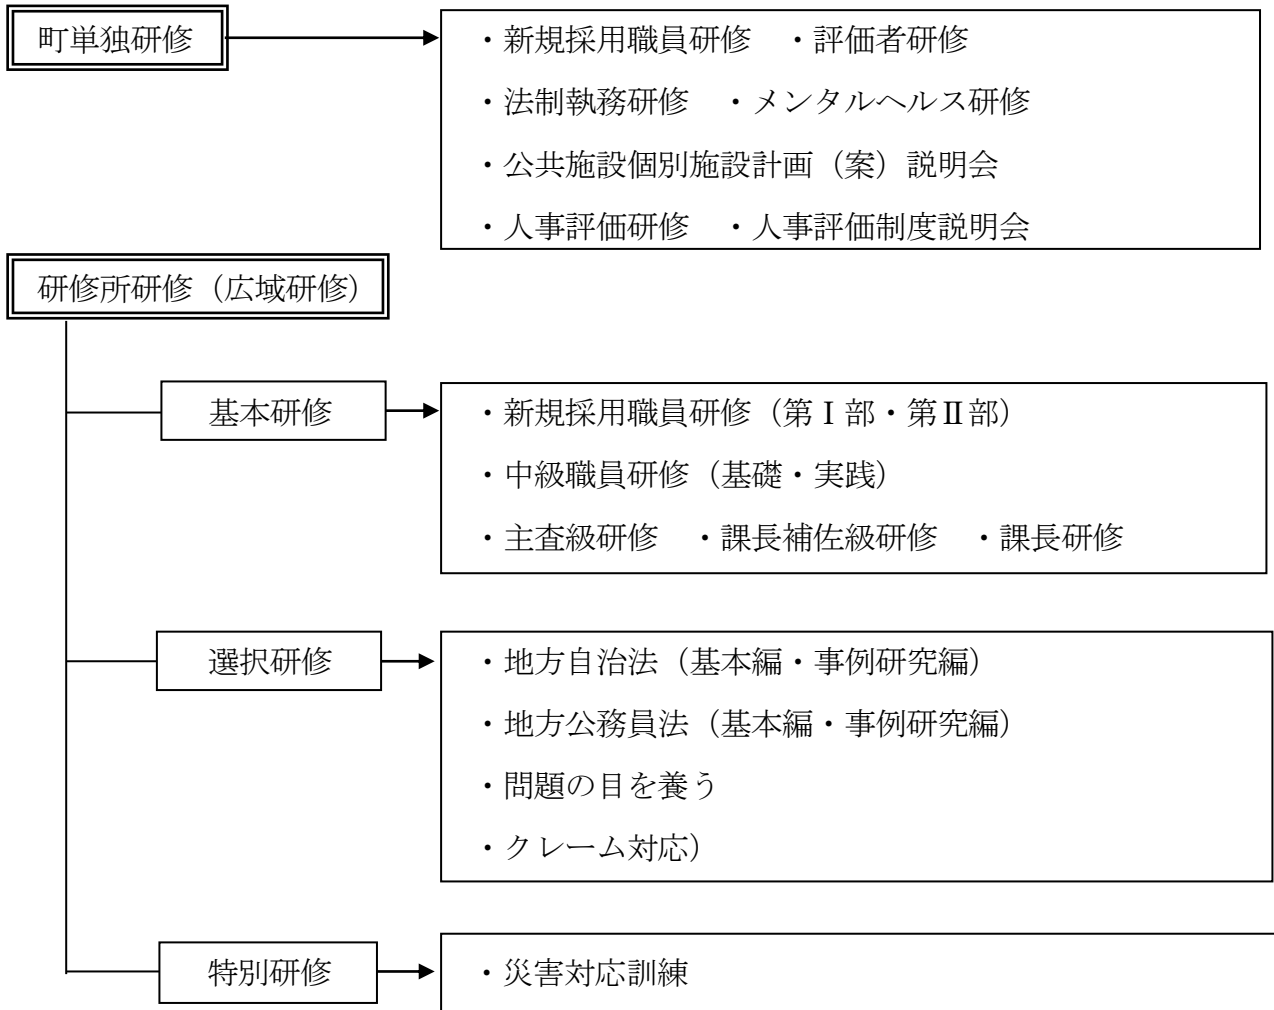 町単独研修
・新規採用職員研修　・評価者研修
・法制執務研修　・メンタルヘルス研修
・公共施設個別施設計画（案）説明会
・人事評価研修　・人事評価制度説明会
研修所研修（広域研修）
基本研修
・新規採用職員研修（第Ⅰ部・第Ⅱ部）
・中級職員研修（基礎・実践）
・主査級研修　・課長補佐級研修　・課長研修
選択研修
・地方自治法（基本編・事例研究編）
・地方公務員法（基本編・事例研究編）
・問題の目を養う
・クレーム対応）
特別研修
・災害対応訓練